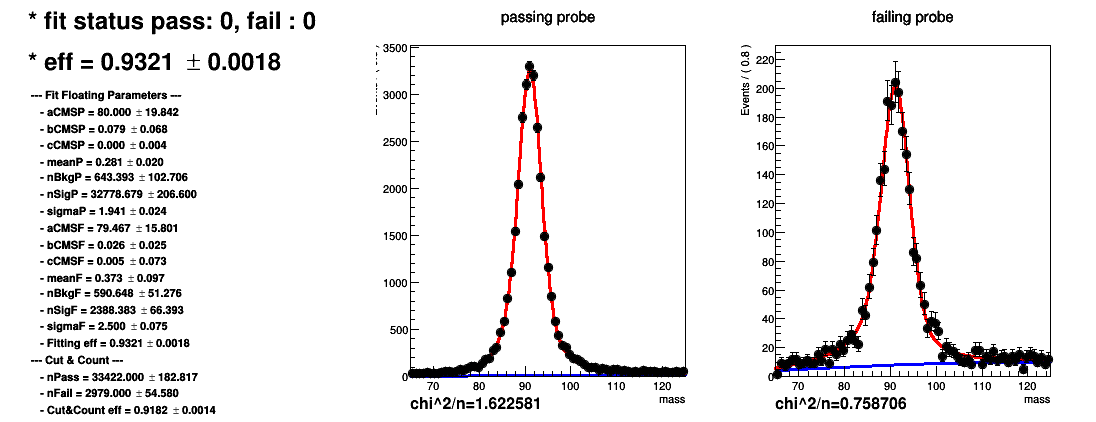 * fit status pass: 0, fail : 0
* eff = 0.9321 ± 0.0018
--- Fit Floating Parameters ---
- aCMSP = 80.000 ± 19.842
- bCMSP = 0.079 ± 0.068
- cCMSP = 0.000 ± 0.004
- meanP = 0.281 ± 0.020
- nBkgP = 643.393 ± 102.706
- nSigP = 32778.679 ± 206.600
- sigmaP = 1.941 ± 0.024
- aCMSF = 79.467 ± 15.801
- bCMSF = 0.026 ± 0.025
- cCMSF = 0.005 ± 0.073
- meanF = 0.373 ± 0.097
- nBkgF = 590.648 ± 51.276
- nSigF = 2388.383 ± 66.393
- sigmaF = 2.500 ± 0.075
- Fitting eff = 0.9321 ± 0.0018
--- Cut & Count ---
- nPass = 33422.000 ± 182.817
- nFail = 2979.000 ± 54.580
- Cut&Count eff = 0.9182 ± 0.0014
passing probe
3500
3000
2500
2000
1500
1000
500
0
70 80 90 100 110 120
mass
chi^2/n=1.622581
failing probe
Events / ( 0.8 )
220
200
180
160
140
120
100
80
60
40
20
0
70 80 90 100 110 120
mass
chi^2/n=0.758706